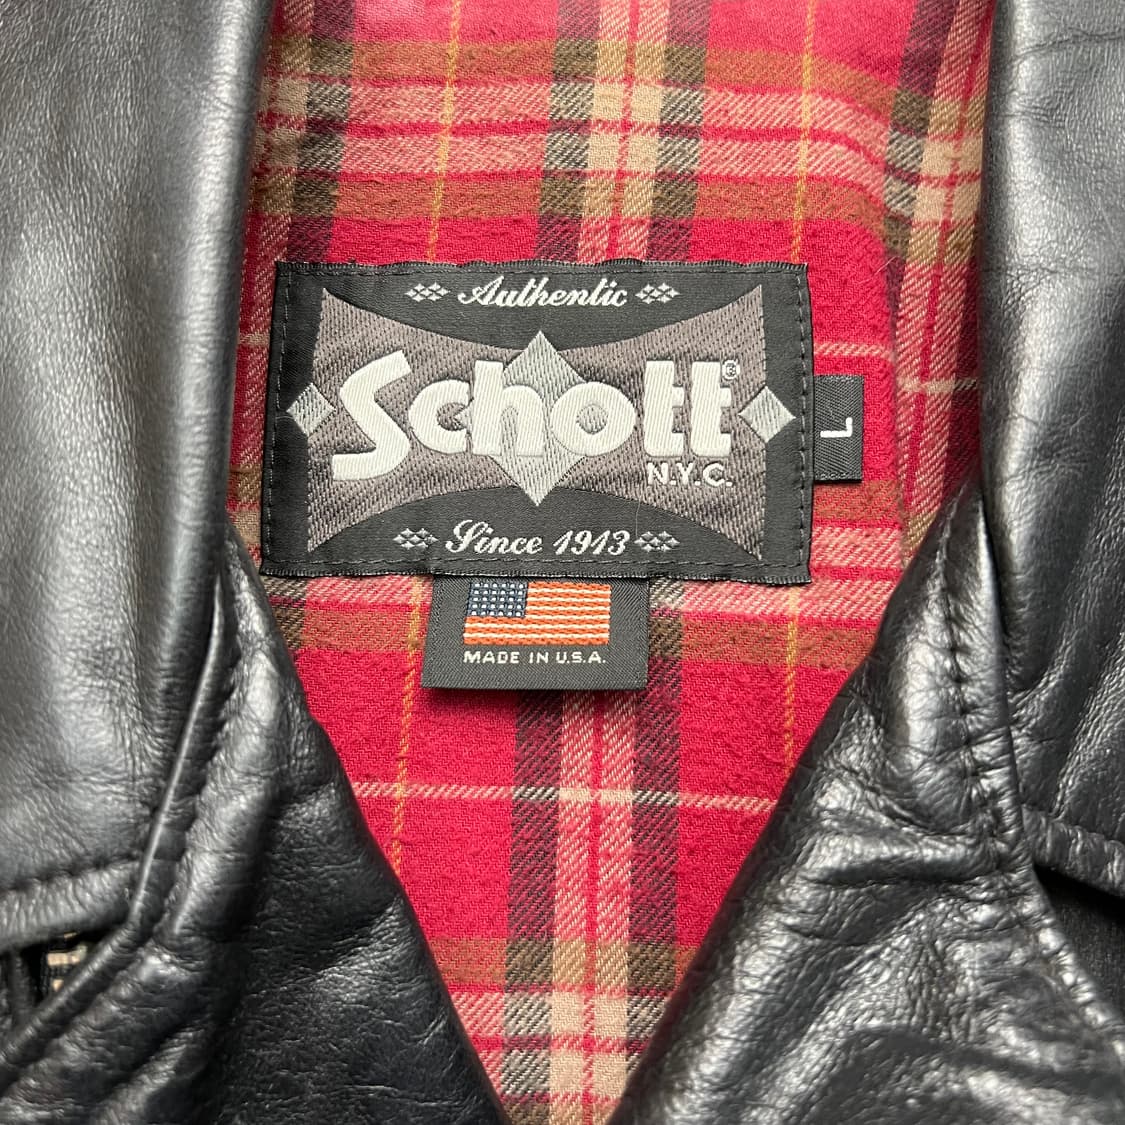 Authentic
Schott®
N.Y.C.
Since 1913
L
MADE IN U.S.A.